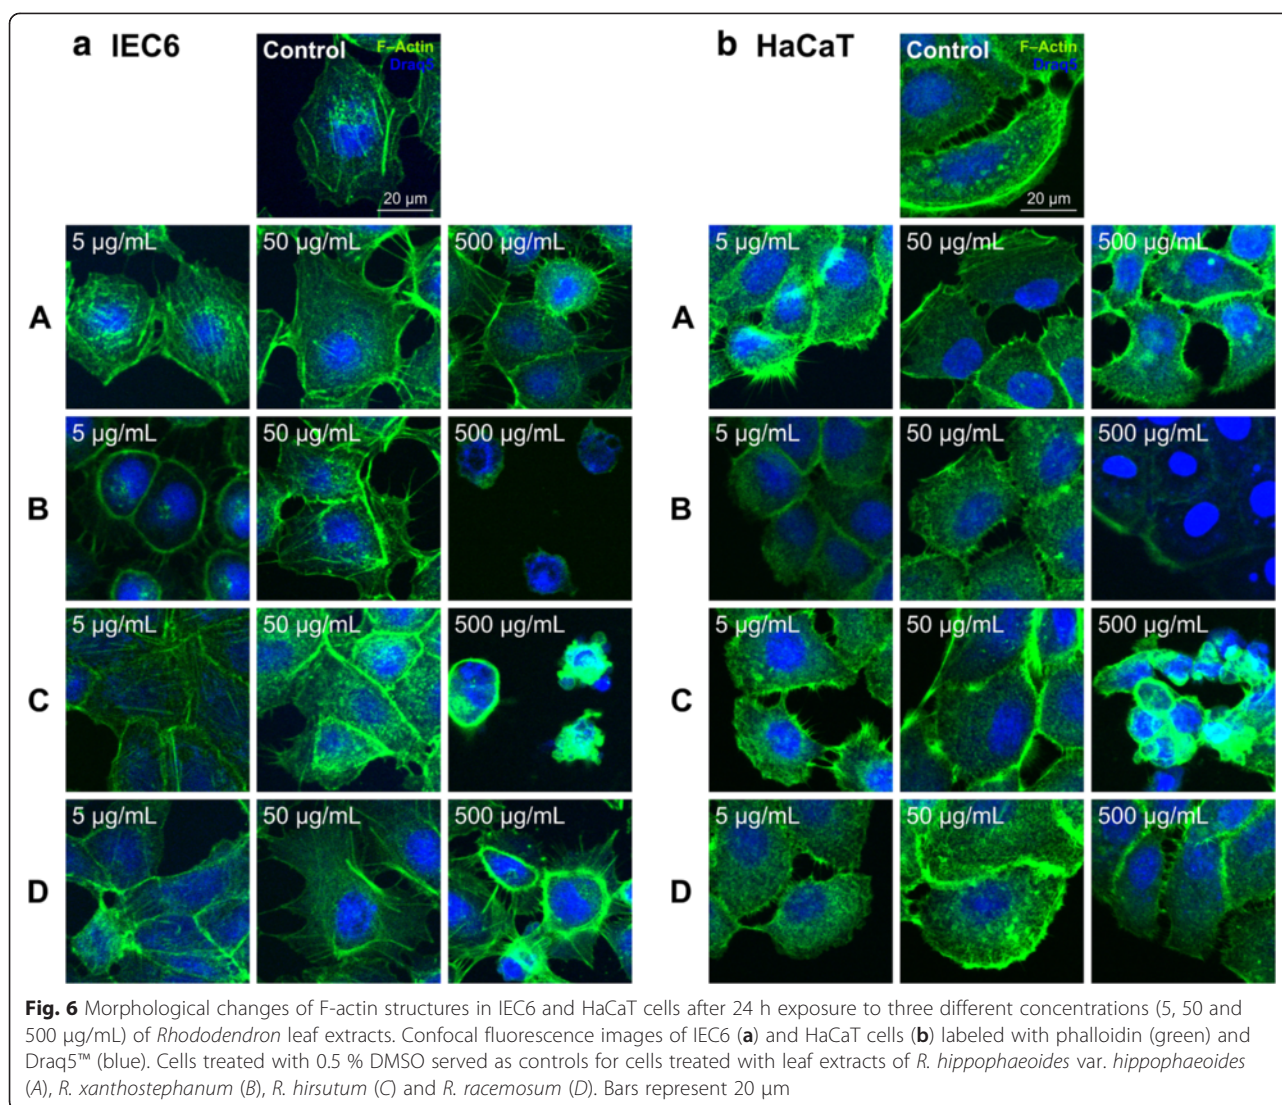 a IEC6
b HaCaT
Control
F-Actin
Draq5
20 µm
Control
F-Actin
Draq5
20 µm
A
5 µg/mL
50 µg/mL
500 µg/mL
A
5 µg/mL
50 µg/mL
500 µg/mL
B
5 µg/mL
50 µg/mL
500 µg/mL
B
5 µg/mL
50 µg/mL
500 µg/mL
C
5 µg/mL
50 µg/mL
500 µg/mL
C
5 µg/mL
50 µg/mL
500 µg/mL
D
5 µg/mL
50 µg/mL
500 µg/mL
D
5 µg/mL
50 µg/mL
500 µg/mL
Fig. 6 Morphological changes of F-actin structures in IEC6 and HaCaT cells after 24 h exposure to three different concentrations (5, 50 and
500 µg/mL) of Rhododendron leaf extracts. Confocal fluorescence images of IEC6 (a) and HaCaT cells (b) labeled with phalloidin (green) and
Draq5™ (blue). Cells treated with 0.5 % DMSO served as controls for cells treated with leaf extracts of R. hippophaeoides var. hippophaeoides
(A), R. xanthostephanum (B), R. hirsutum (C) and R. racemosum (D). Bars represent 20 µm